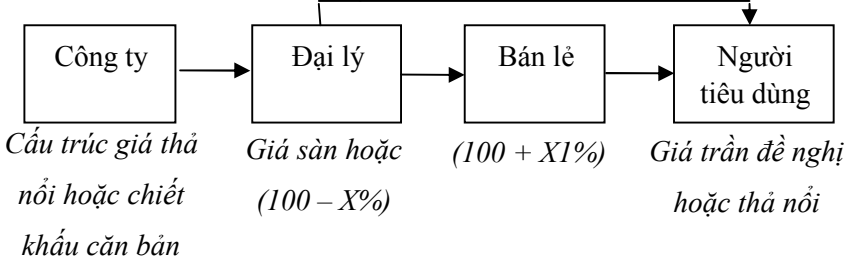 Công ty
Đại lý
Bán lẻ
Người
tiêu dùng
Cấu trúc giá thả
nổi hoặc chiết
khấu căn bản
Giá sàn hoặc
(100 – X%)
(100 + X1%)
Giá trần đề nghị
hoặc thả nổi